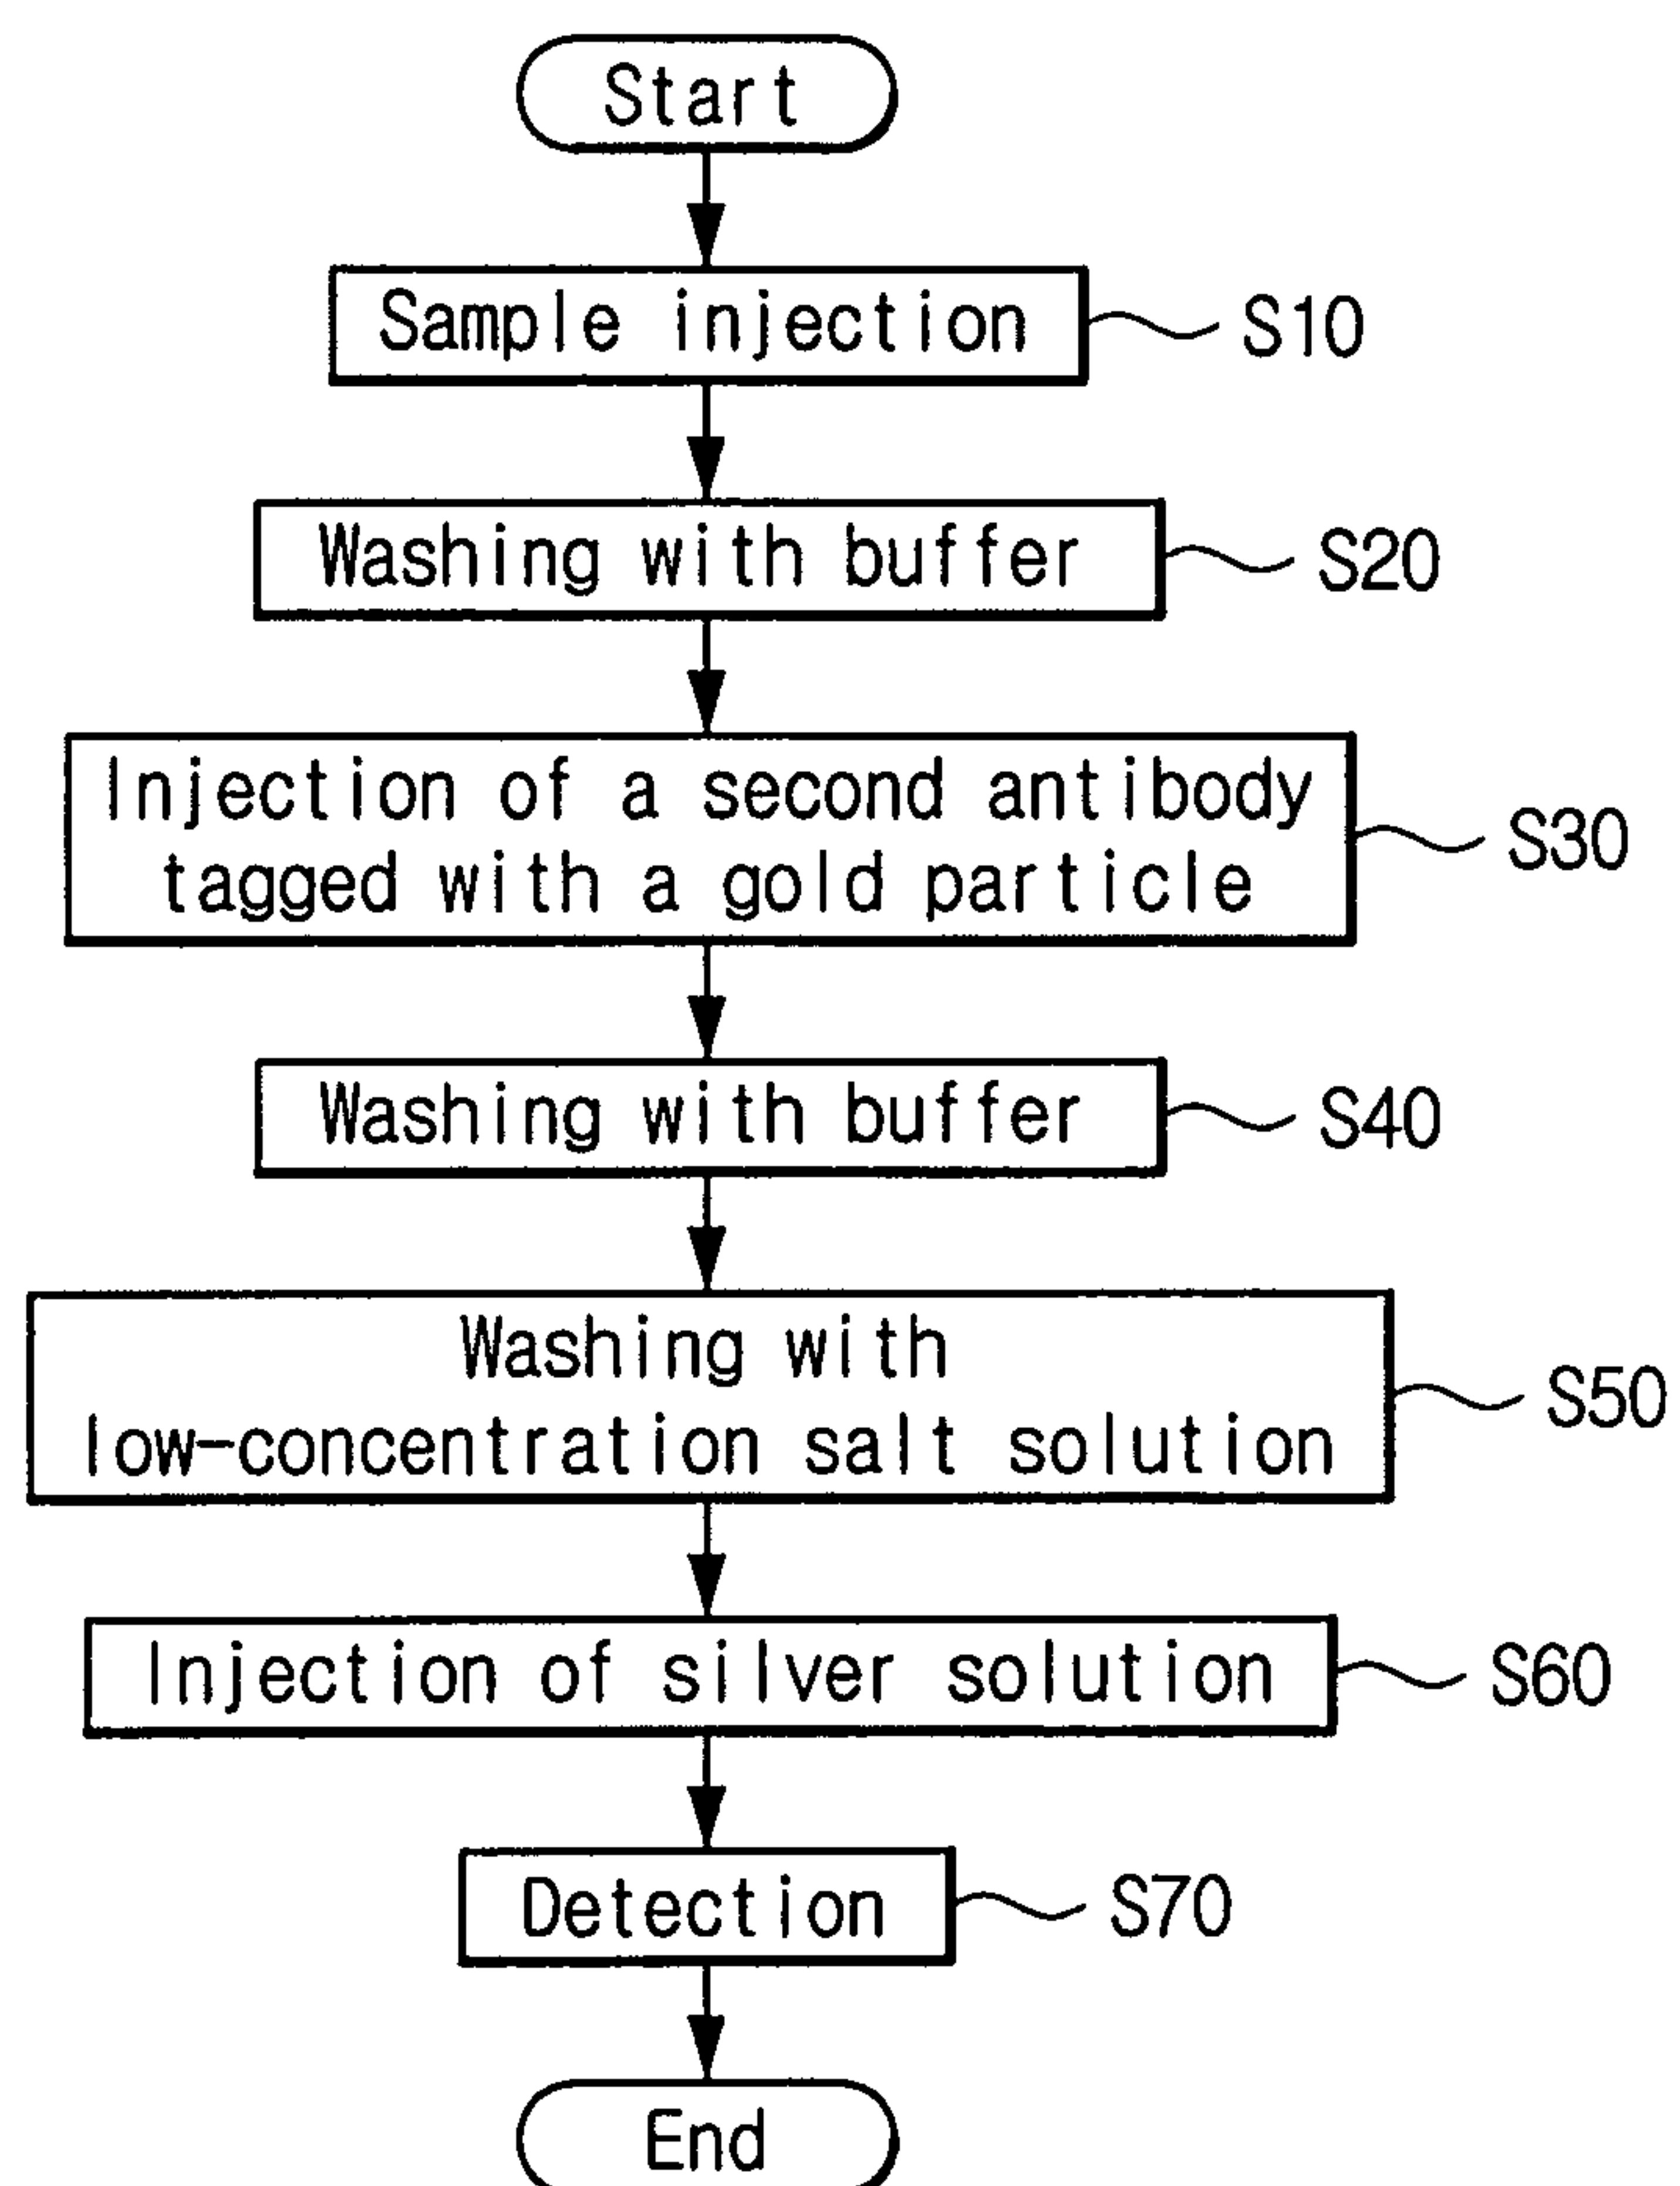 Start
Sample injection
S10
Washing with buffer
S20
Injection of a second antibody
tagged with a gold particle
S30
Washing with buffer
S40
Washing with
low-concentration salt solution
S50
Injection of silver solution
S60
Detection
S70
End